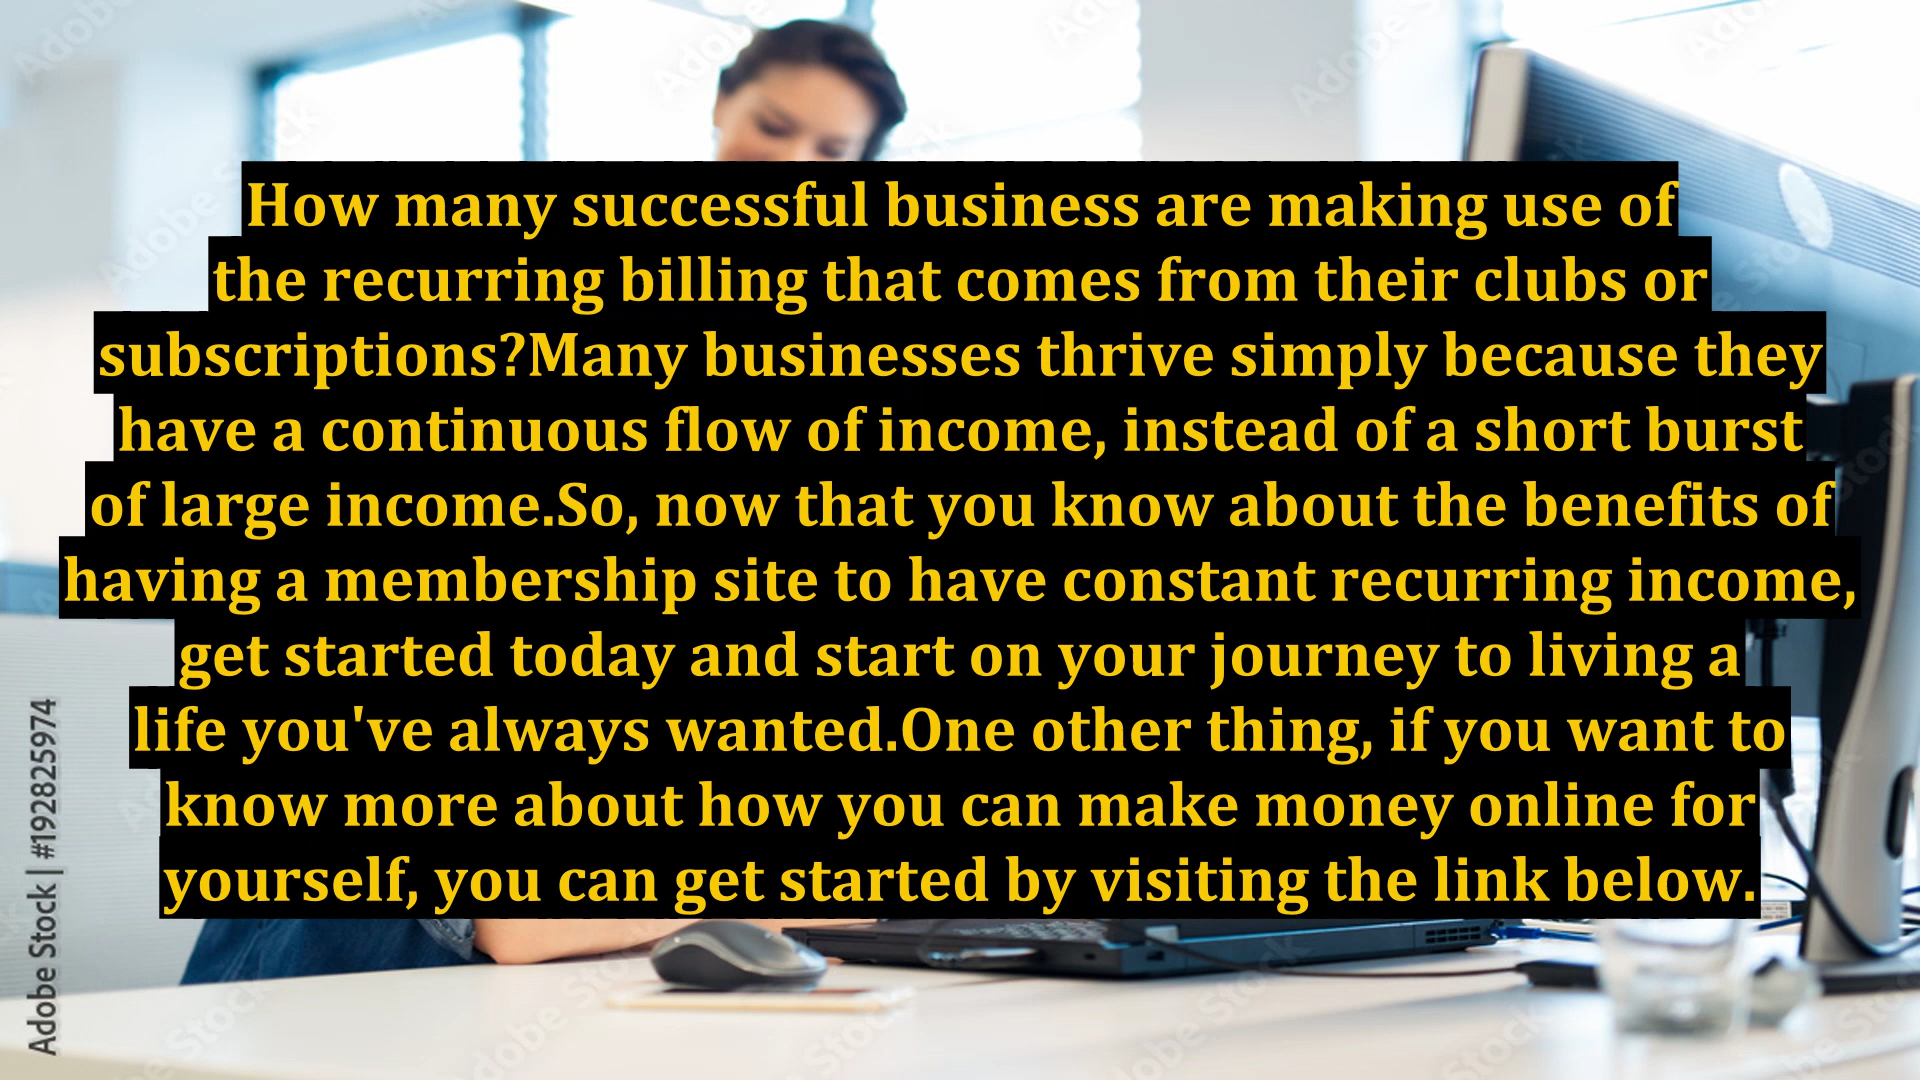 How many successful business are making use of
the recurring billing that comes from their clubs or
subscriptions?Many businesses thrive simply because they
have a continuous flow of income, instead of a short burst
of large income.So, now that you know about the benefits of
having a membership site to have constant recurring income,
get started today and start on your journey to living a
life you've always wanted.One other thing, if you want to
know more about how you can make money online for
yourself, you can get started by visiting the link below.
Adobe Stock | #192825974